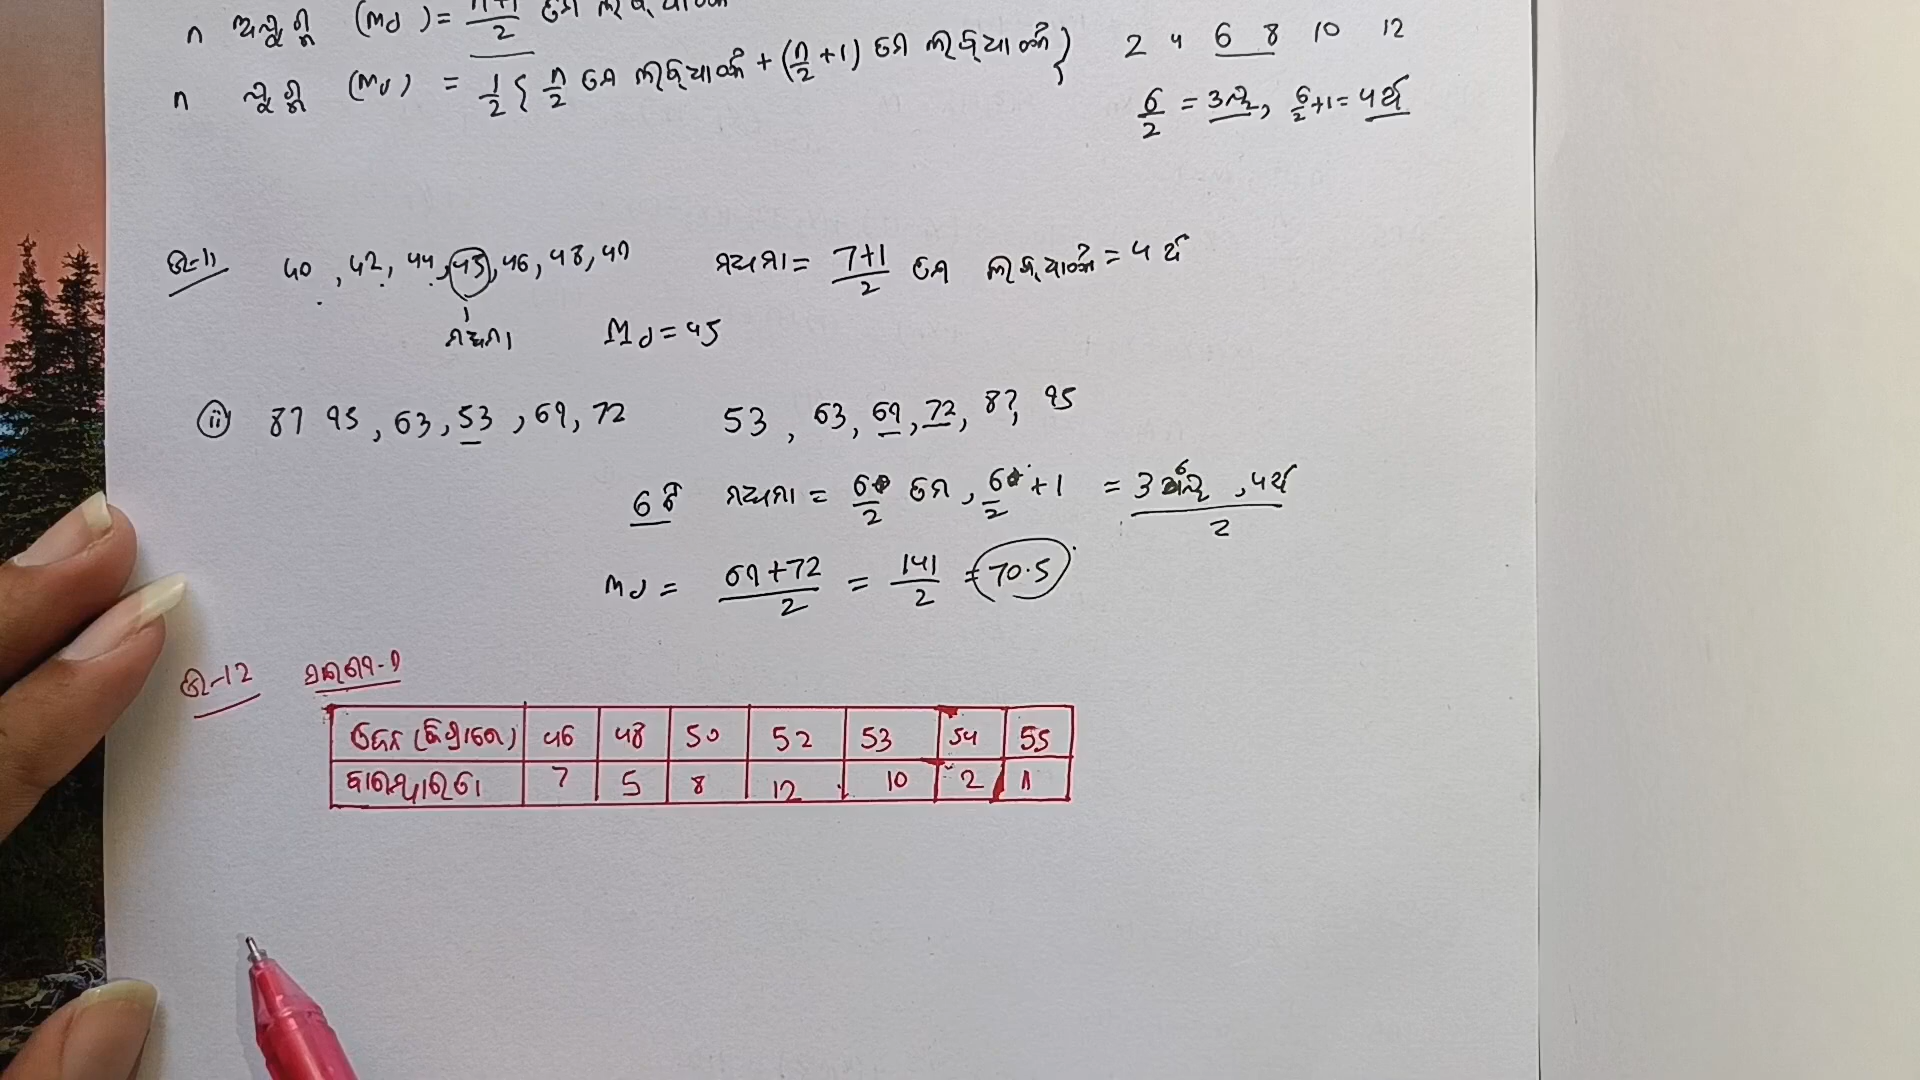 n ଅଯୁଗ୍ମ (Md) = n+1/2 ତମ ଲବ୍ଧାଙ୍କ
n ଯୁଗ୍ମ (Md) = 1/2 { n/2 ତମ ଲବ୍ଧାଙ୍କ + (n/2 + 1) ତମ ଲବ୍ଧାଙ୍କ } 2 4 6 8 10 12
6/2 = 3ୟ, 6/2+1 = 4ର୍ଥ
ଉ-11 40, 42, 44, 45, 46, 48, 49 ମଧ୍ୟମା = 7+1/2 ତମ ଲବ୍ଧାଙ୍କ = 4ର୍ଥ
ମଧ୍ୟମା Md = 45
(ii) 87 95, 63, 53, 69, 72 53, 63, 69, 72, 87, 95
6ଟି ମଧ୍ୟମା = 6/2 ତମ, 6/2 + 1 = 3ୟ, 4ର୍ଥ/2
Md = 69+72/2 = 141/2 = 70.5
ଉ-12 ସାରଣୀ-୨
ଓଜନ (କିଗ୍ରାରେ) 46 48 50 52 53 54 55
ବାରମ୍ବାରତା 7 5 8 12 10 2 1